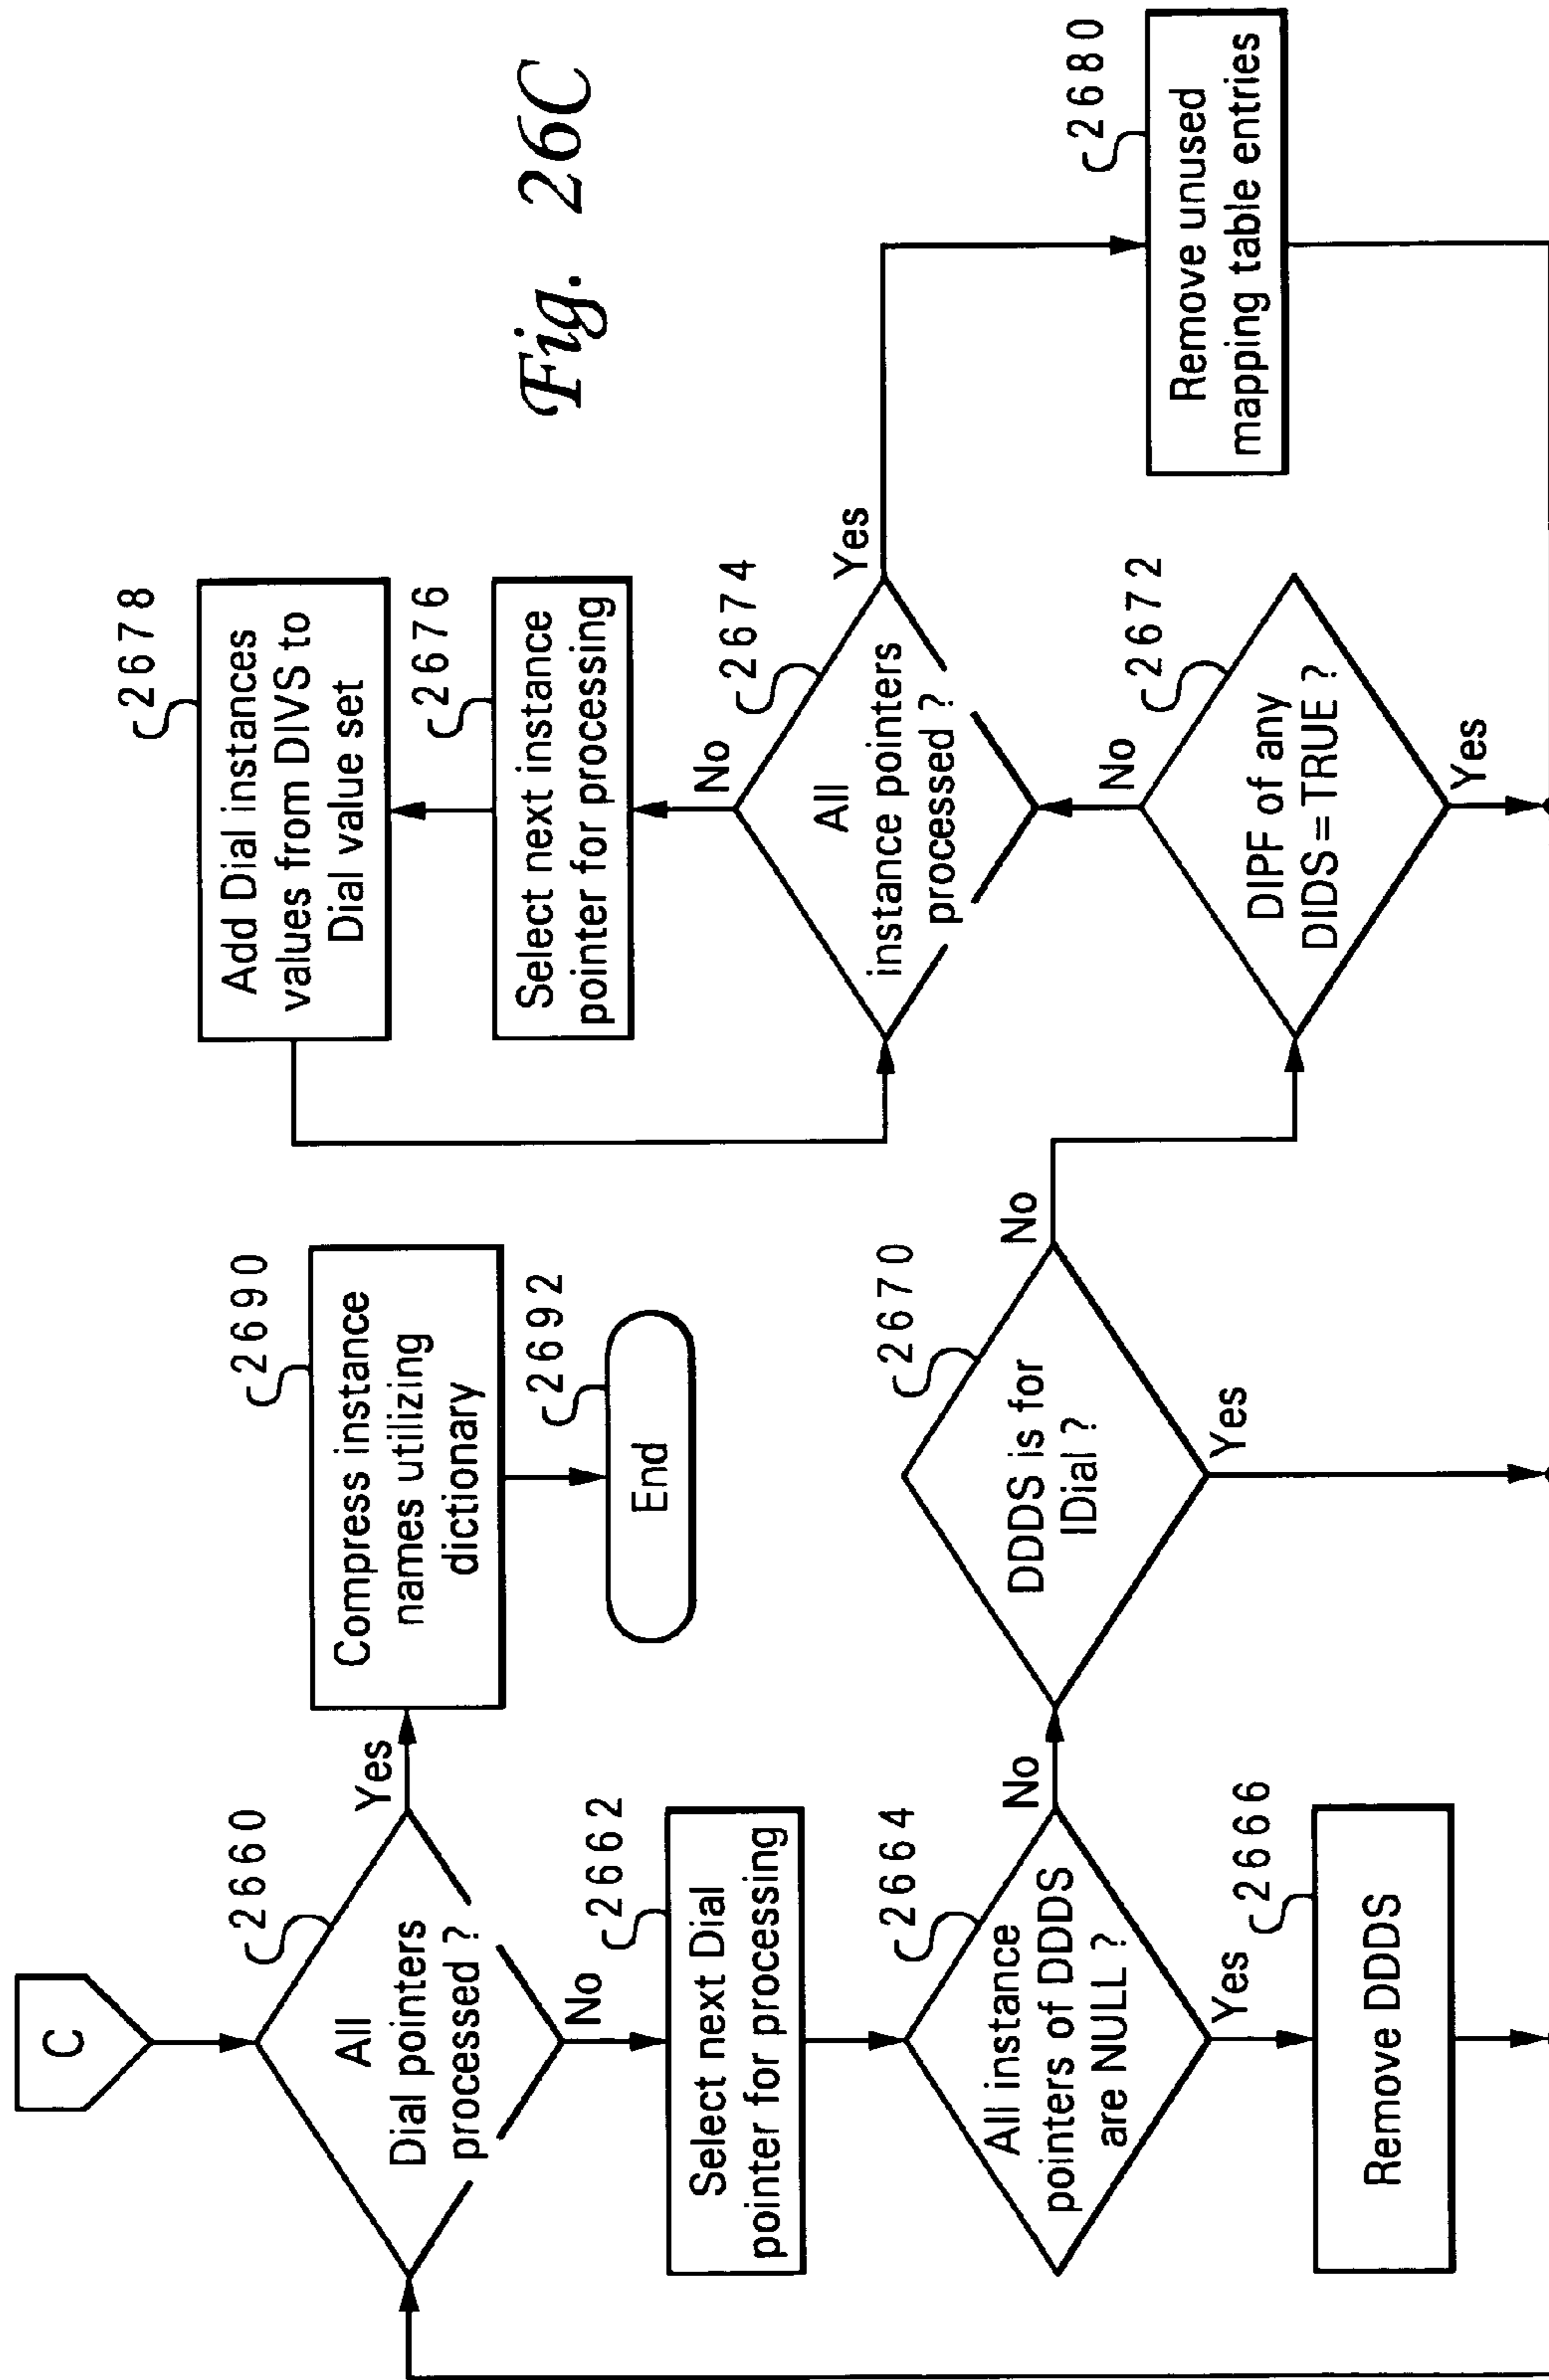 C
2660
All
Dial pointers
processed ?
Yes
No
2690
Compress instance
names utilizing
dictionary
2692
End
2662
Select next Dial
pointer for processing
2664
All instance
pointers of DDDS
are NULL ?
No
Yes
2666
Remove DDDS
2670
DDDS is for
IDial ?
No
Yes
2672
DIPF of any
DIDS = TRUE ?
No
Yes
2674
All
instance pointers
processed ?
No
Yes
2676
Select next instance
pointer for processing
2678
Add Dial instances
values from DIVS to
Dial value set
2680
Remove unused
mapping table entries
Fig. 26C